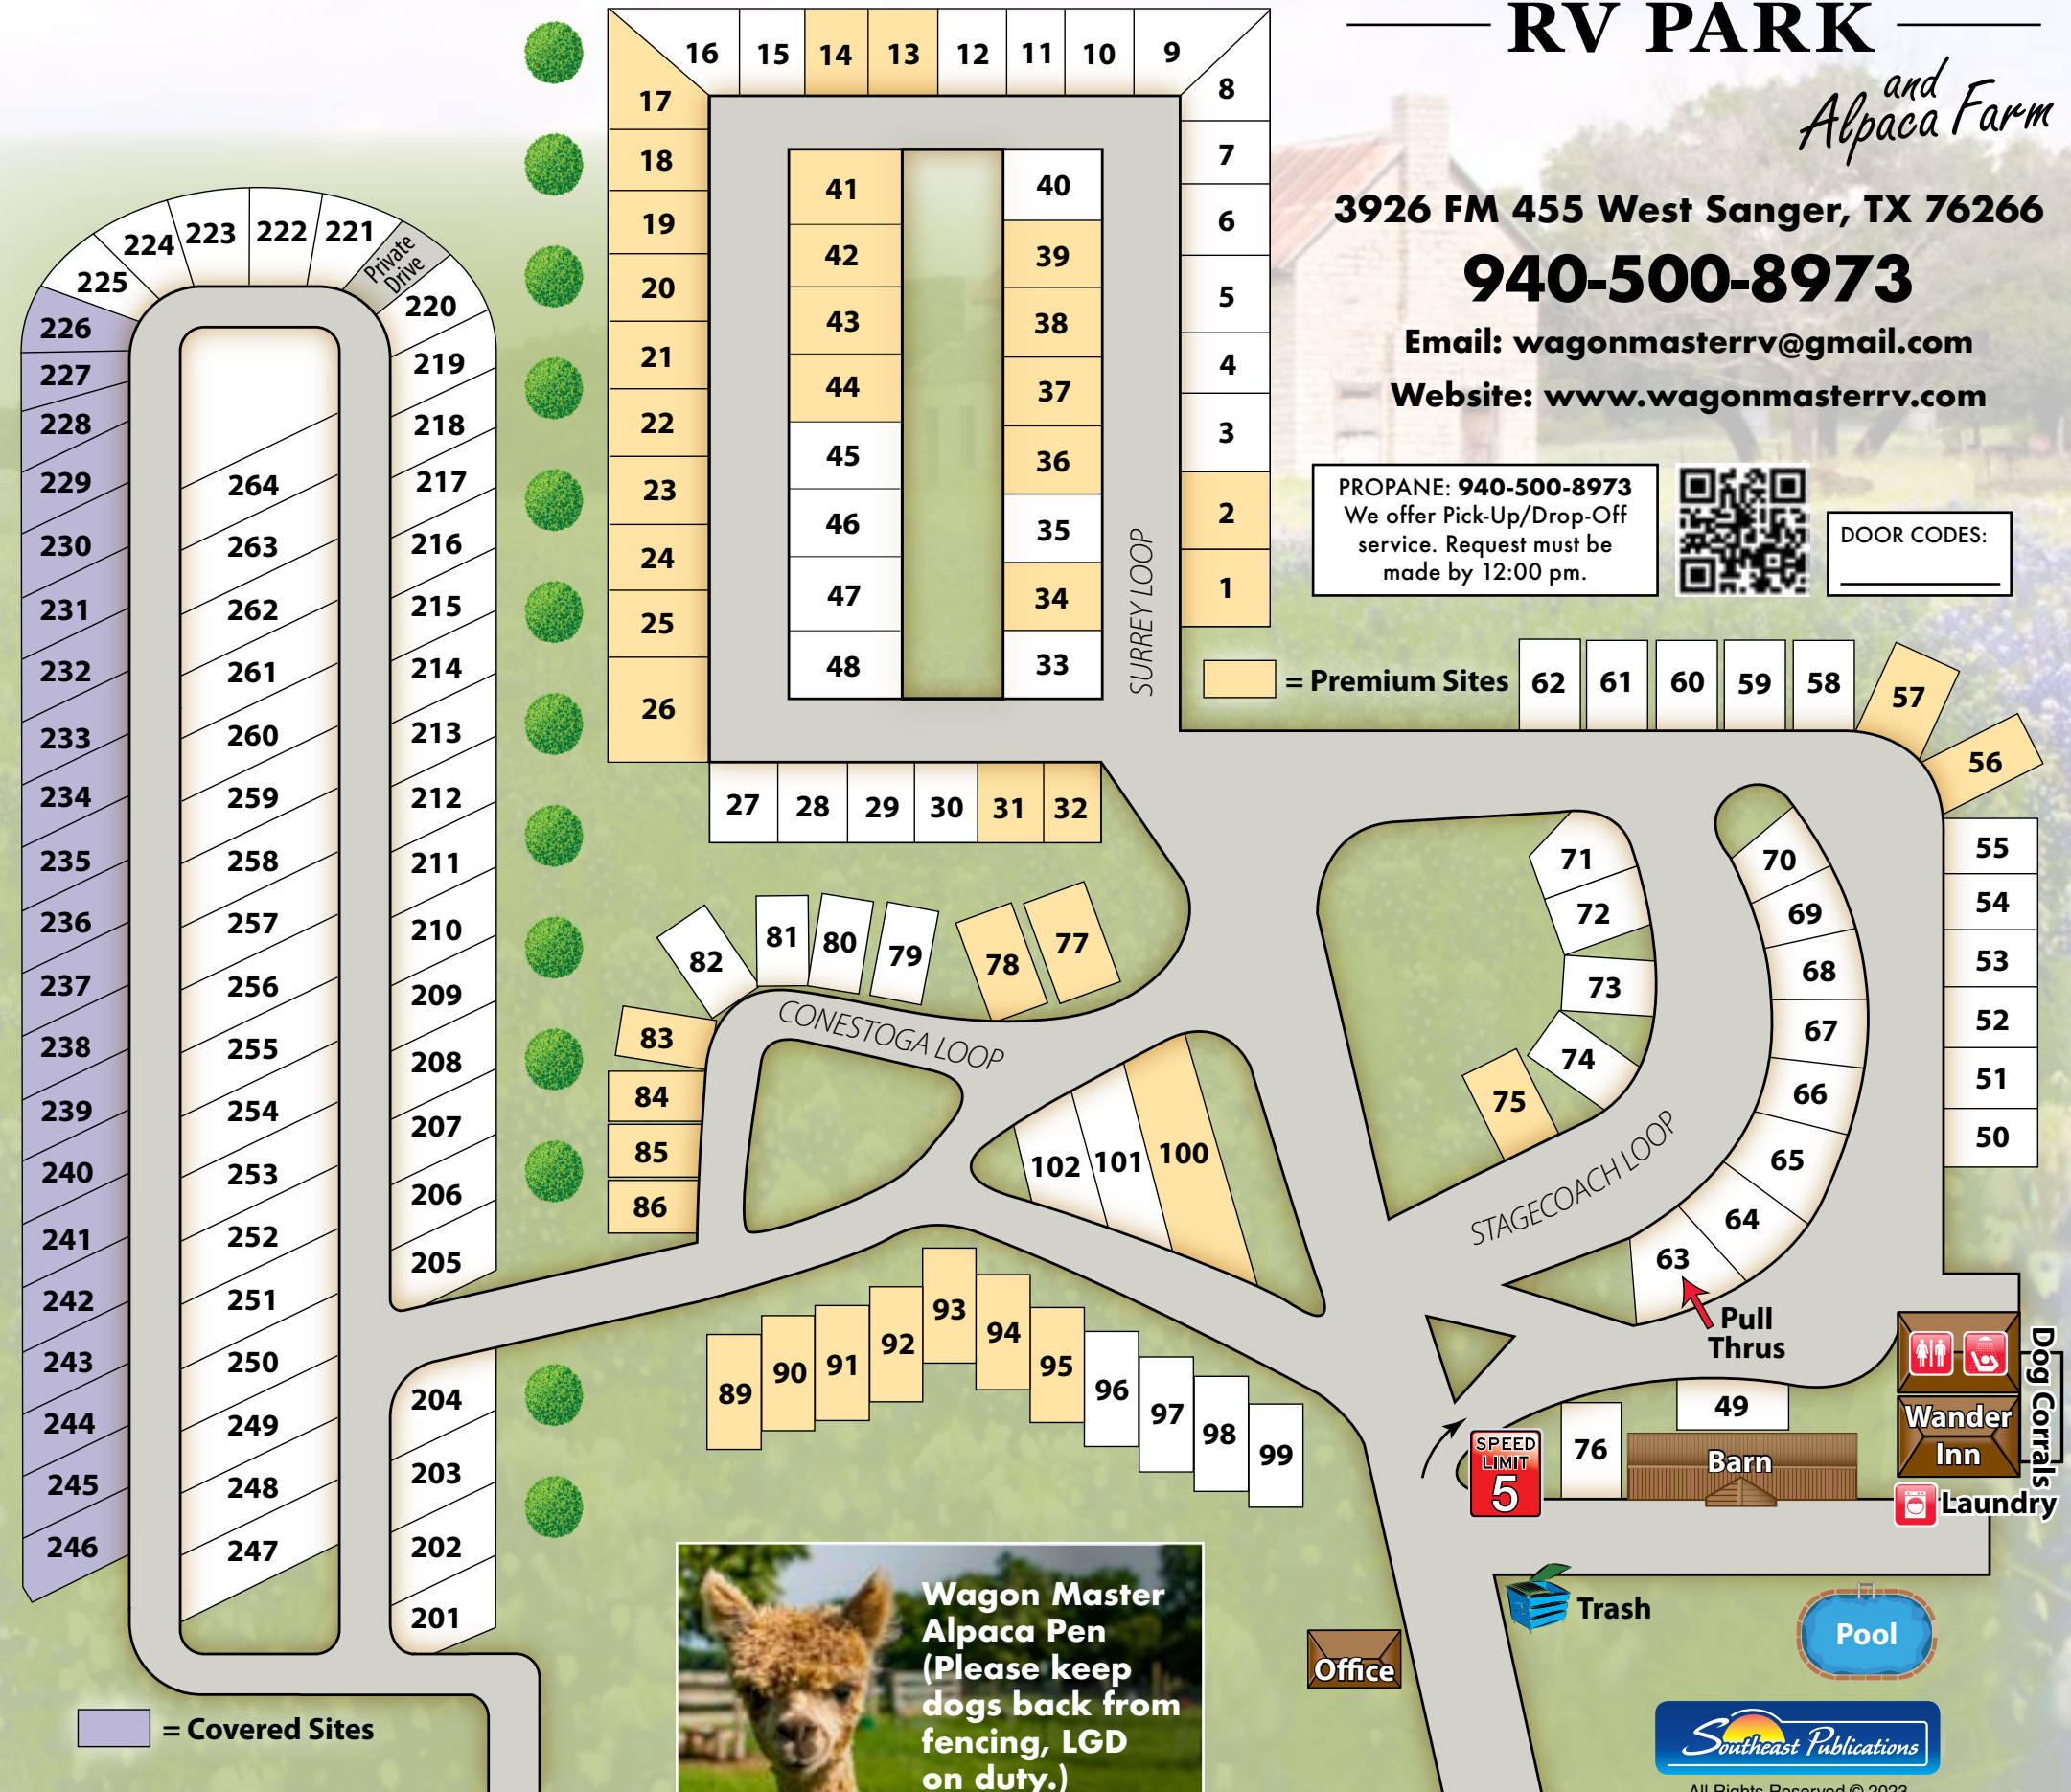 RV PARK
and
Alpaca Farm
3926 FM 455 West Sanger, TX 76266
940-500-8973
Email: wagonmasterrv@gmail.com
Website: www.wagonmasterrv.com
PROPANE: 940-500-8973
We offer Pick-Up/Drop-Off
service. Request must be
made by 12:00 pm.
DOOR CODES:
= Premium Sites
16 15 14 13 12 11 10 9
8
7
6
5
4
3
2
1
17
18
19
20
21
22
23
24
25
26
41
42
43
44
45
46
47
48
40
39
38
37
36
35
34
33
SURREY LOOP
27 28 29 30 31 32
62 61 60 59 58 57
56
55
54
53
52
51
50
71
72
73
74
75
70
69
68
67
66
65
64
63
STAGECOACH LOOP
Pull
Thrus
82 81 80 79 78 77
CONESTOGA LOOP
83
84
85
86
102 101 100
89 90 91 92 93 94 95 96 97 98 99
225 224 223 222 221
Private
Drive
220
219
218
217
216
215
214
213
212
211
210
209
208
207
206
205
204
203
202
201
226
227
228
229
230
231
232
233
234
235
236
237
238
239
240
241
242
243
244
245
246
264
263
262
261
260
259
258
257
256
255
254
253
252
251
250
249
248
247
= Covered Sites
SPEED
LIMIT
5
76
49
Barn
Wander
Inn
Dog Corrals
Laundry
Trash
Pool
Office
Wagon Master
Alpaca Pen
(Please keep
dogs back from
fencing, LGD
on duty.)
Southeast Publications
All Rights Reserved © 2023